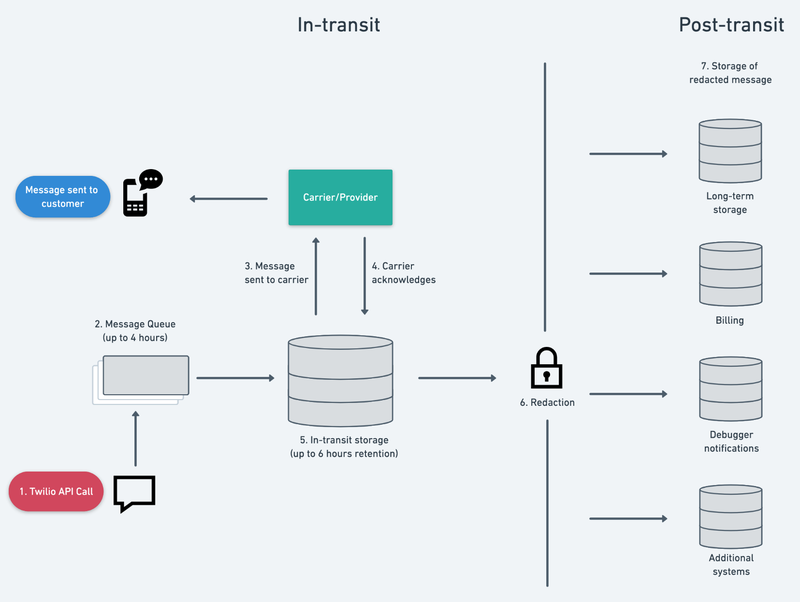 In-transit
Post-transit
7. Storage of
redacted message
Long-term
storage
Message sent to
customer
Carrier/Provider
3. Message
sent to carrier
4. Carrier
acknowledges
Billing
2. Message Queue
(up to 4 hours)
6. Redaction
5. In-transit storage
(up to 6 hours retention)
Debugger
notifications
1. Twilio API Call
Additional
systems